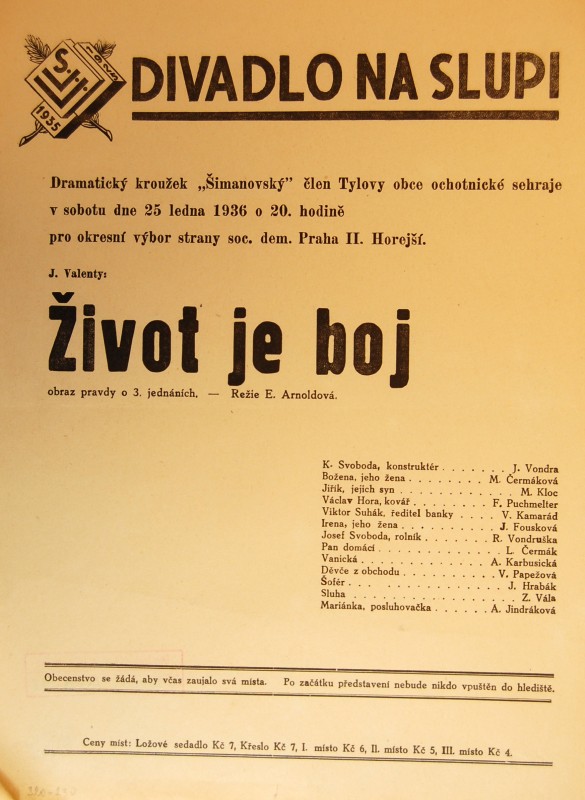 S.H.
1925
1935
DIVADLO NA SLUPI
Dramatický kroužek „Šimanovský" člen Tylovy obce ochotnické sehraje
v sobotu dne 25 ledna 1936 o 20. hodině
pro okresní výbor strany soc. dem. Praha II. Horejší.
J. Valenty:
Život je boj
obraz pravdy o 3. jednáních. — Režie E. Arnoldová.
K. Svoboda, konstruktér . . . . . . . J. Vondra
Božena, jeho žena . . . . . . . . M. Čermáková
Jiřík, jejich syn . . . . . . . . . . . M. Kloc
Václav Hora, kovář . . . . . . . . F. Puchmelter
Viktor Suhák, ředitel banky . . . . V. Kamarád
Irena, jeho žena . . . . . . . . . . J. Fousková
Josef Svoboda, rolník . . . . . . . R. Vondruška
Pan domácí . . . . . . . . . . . . . L. Čermák
Vanická . . . . . . . . . . . . . A. Karbusická
Děvče z obchodu . . . . . . . . . V. Papežová
Šofér . . . . . . . . . . . . . . . . J. Hrabák
Sluha . . . . . . . . . . . . . . . . . Z. Vála
Mariánka, posluhovačka . . . . . . A. Jindráková
Obecenstvo se žádá, aby včas zaujalo svá místa. Po začátku představení nebude nikdo vpuštěn do hlediště.
Ceny míst: Ložové sedadlo Kč 7, Křeslo Kč 7, I. místo Kč 6, II. místo Kč 5, III. místo Kč 4.